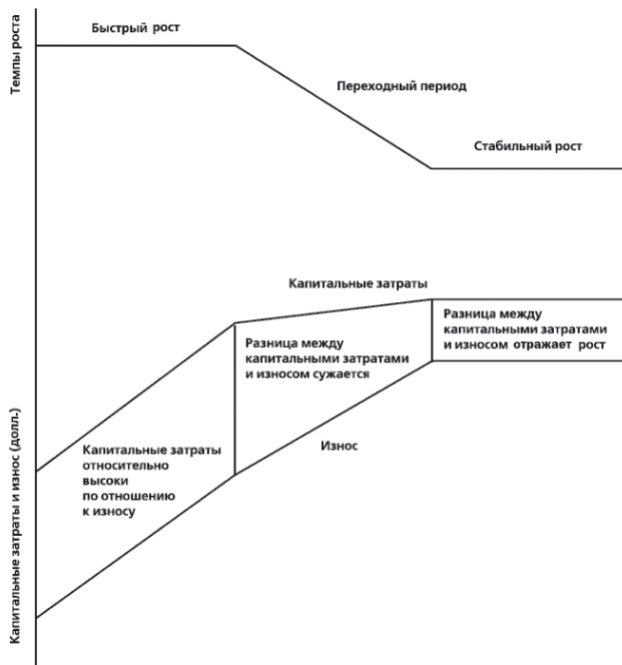 Темпы роста
Быстрый рост
Переходный период
Стабильный рост
Капитальные затраты
Разница между
капитальными затратами
и износом отражает рост
Разница между
капитальными затратами
и износом сужается
Капитальные затраты и износ (долл.)
Капитальные затраты
относительно
высоки
по отношению
к износу
Износ